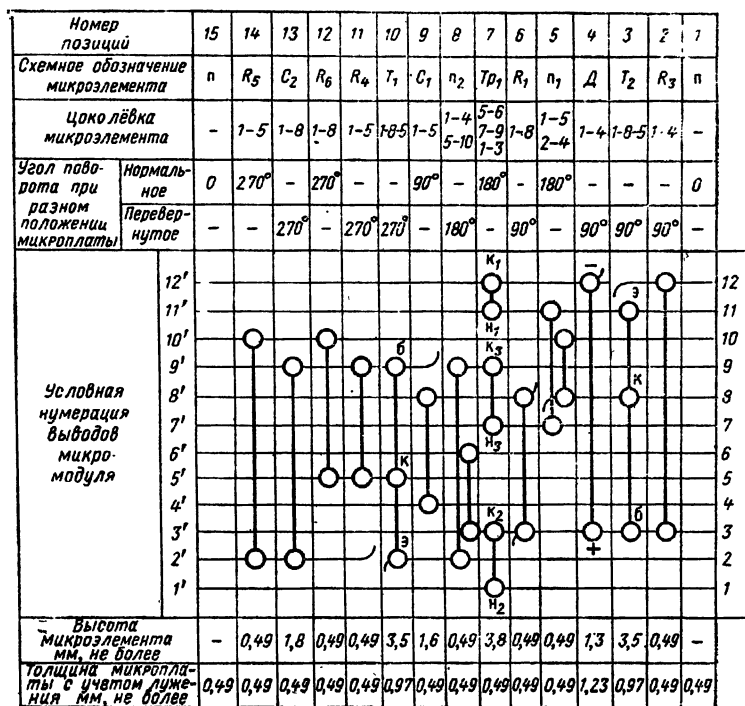 Номер позиций 15 14 13 12 11 10 9 8 7 6 5 4 3 2 1
Схемное обозначение микроэлемента п R5 C2 R6 R4 T1 C1 п2 Тр1 R1 п1 Д T2 R3 п
Цоколёвка микроэлемента - 1-5 1-8 1-8 1-5 1-8-5 1-5 1-4 5-10 5-6 7-9 1-3 1-8 1-5 2-4 1-4 1-8-5 1-4 -
Угол поворота при разном положении микроплаты
Нормальное 0 270° - 270° - - 90° - 180° - 180° - - - 0
Перевернутое - - 270° - 270° 270° - 180° - 90° - 90° 90° 90° -
Условная нумерация выводов микромодуля
к1
12' - 12
э
11' 11
н1
10' 10
к3
б
9' 9
к
8' 8
7' 7
н3
6' 6
к
5' 5
4' 4
к2
б
3' 3
э +
2' 2
1' 1
н2
Высота микроэлемента мм, не более - 0,49 1,8 0,49 0,49 3,5 1,6 0,49 3,8 0,49 0,49 1,3 3,5 0,49 -
Толщина микроплаты с учетом лужения мм, не более 0,49 0,49 0,49 0,49 0,49 0,97 0,49 0,49 0,49 0,49 0,49 1,23 0,97 0,49 0,49